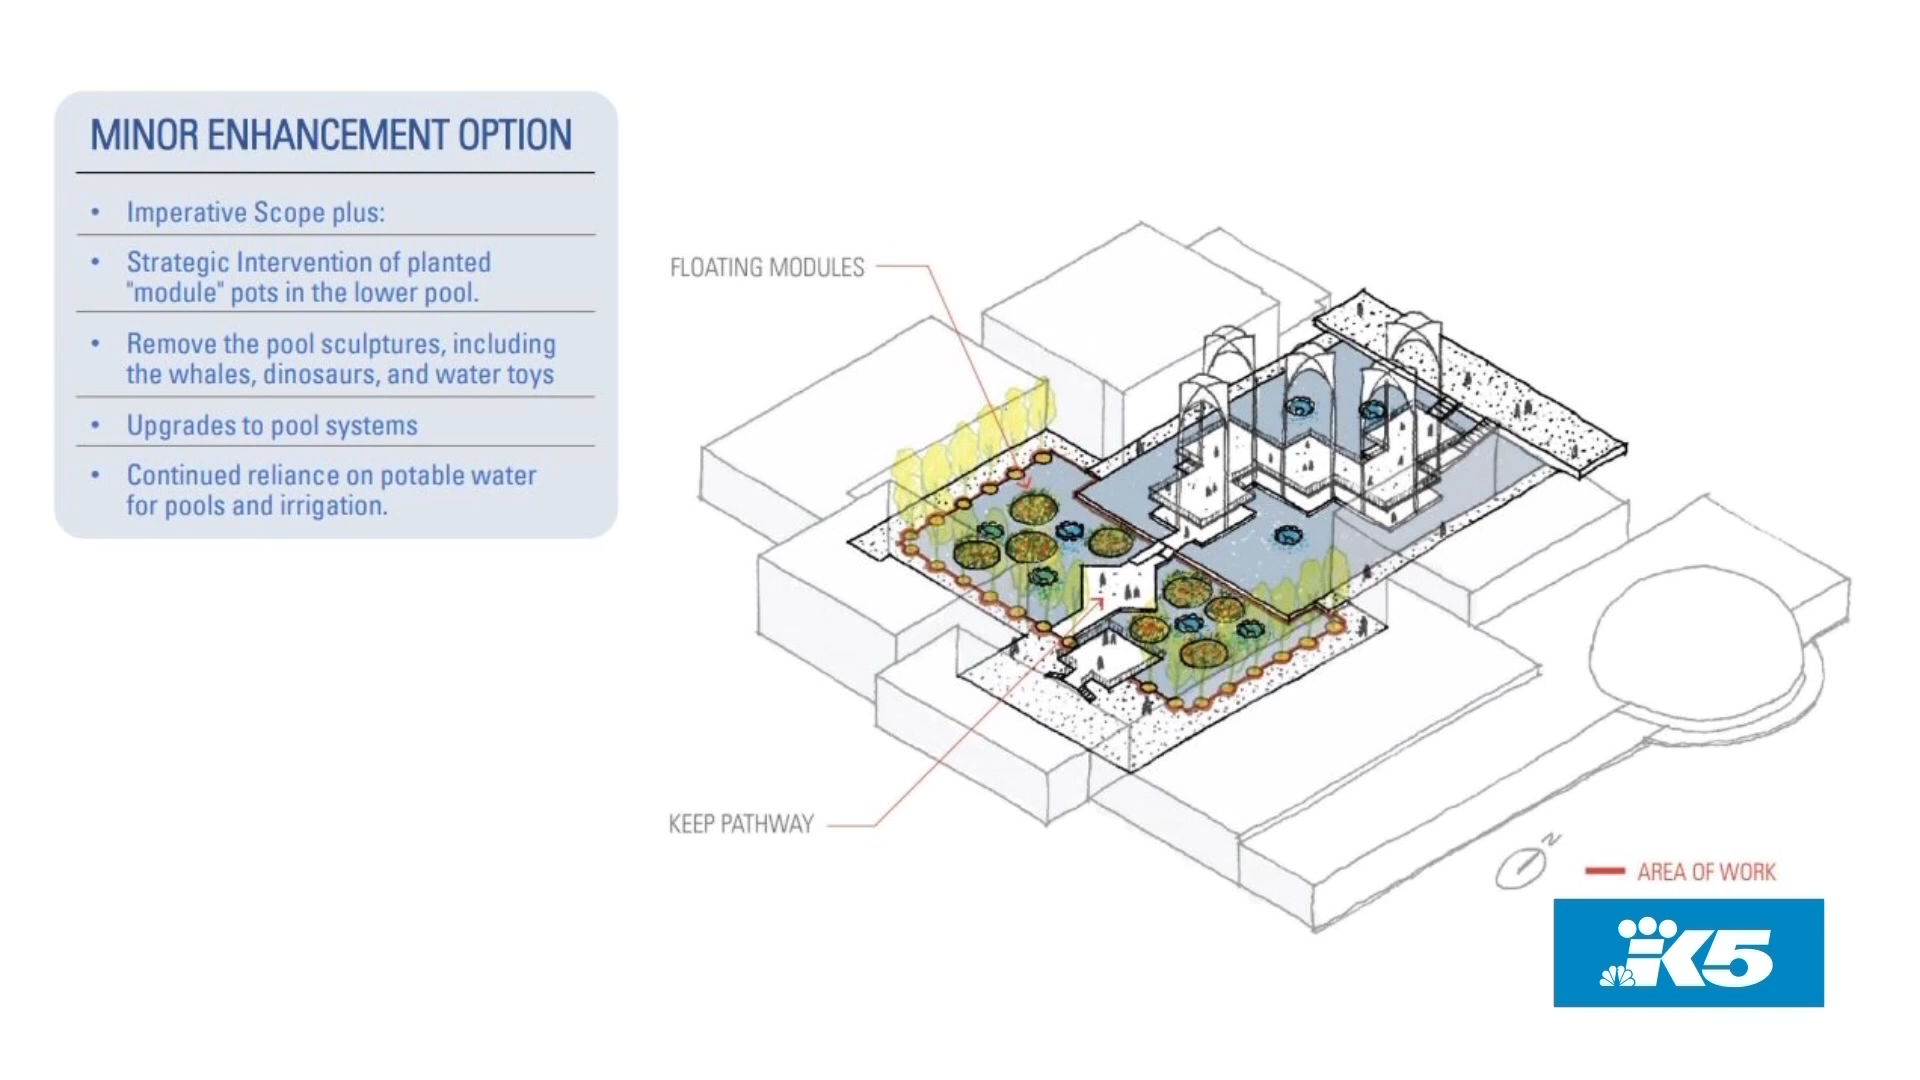 MINOR ENHANCEMENT OPTION
• Imperative Scope plus:
• Strategic Intervention of planted
"module" pots in the lower pool.
• Remove the pool sculptures, including
the whales, dinosaurs, and water toys
• Upgrades to pool systems
• Continued reliance on potable water
for pools and irrigation.
FLOATING MODULES
KEEP PATHWAY
N
AREA OF WORK
K5